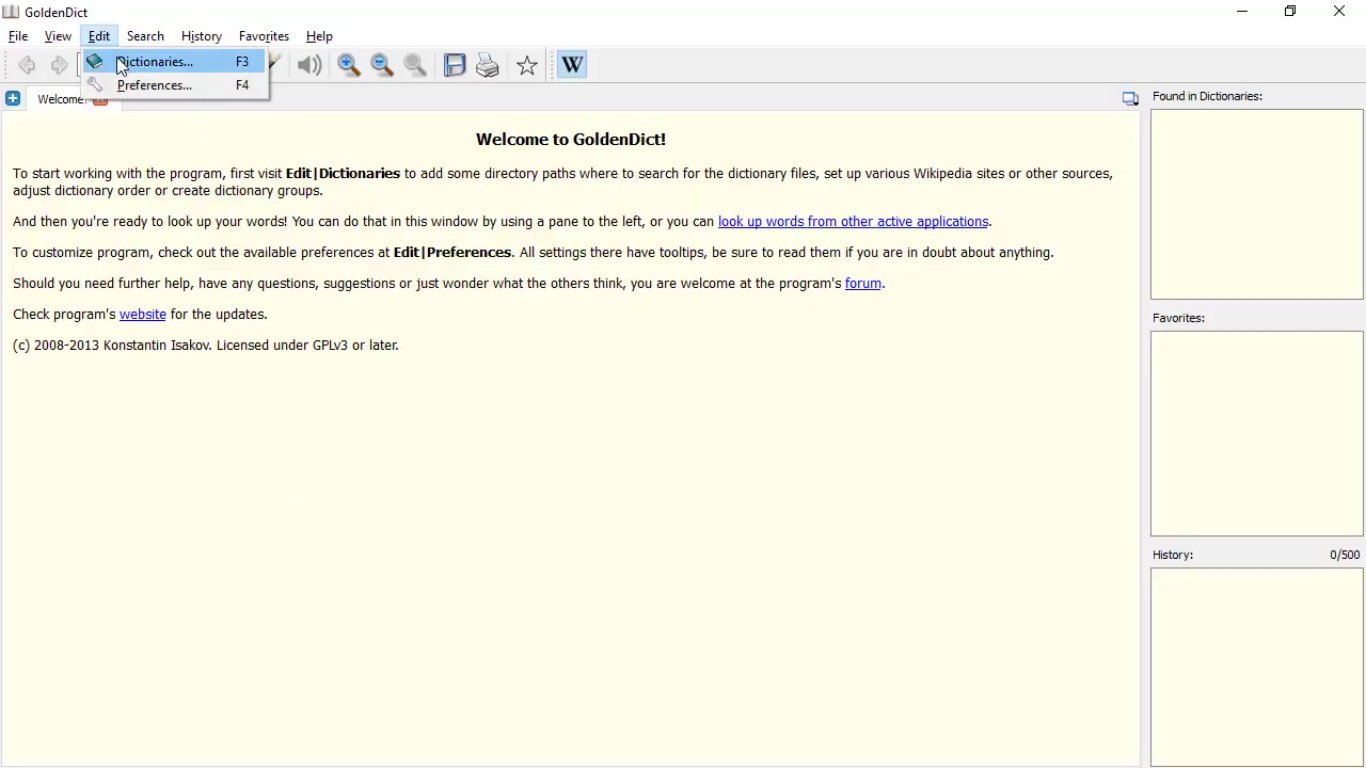 GoldenDict
File View Edit Search History Favorites Help
Dictionaries... F3
W
Preferences... F4
Welcome!
Found in Dictionaries:
Welcome to GoldenDict!
To start working with the program, first visit Edit|Dictionaries to add some directory paths where to search for the dictionary files, set up various Wikipedia sites or other sources,
adjust dictionary order or create dictionary groups.
And then you're ready to look up your words! You can do that in this window by using a pane to the left, or you can look up words from other active applications.
To customize program, check out the available preferences at Edit|Preferences. All settings there have tooltips, be sure to read them if you are in doubt about anything.
Should you need further help, have any questions, suggestions or just wonder what the others think, you are welcome at the program's forum.
Check program's website for the updates.
(c) 2008-2013 Konstantin Isakov. Licensed under GPLv3 or later.
Favorites:
History: 0/500